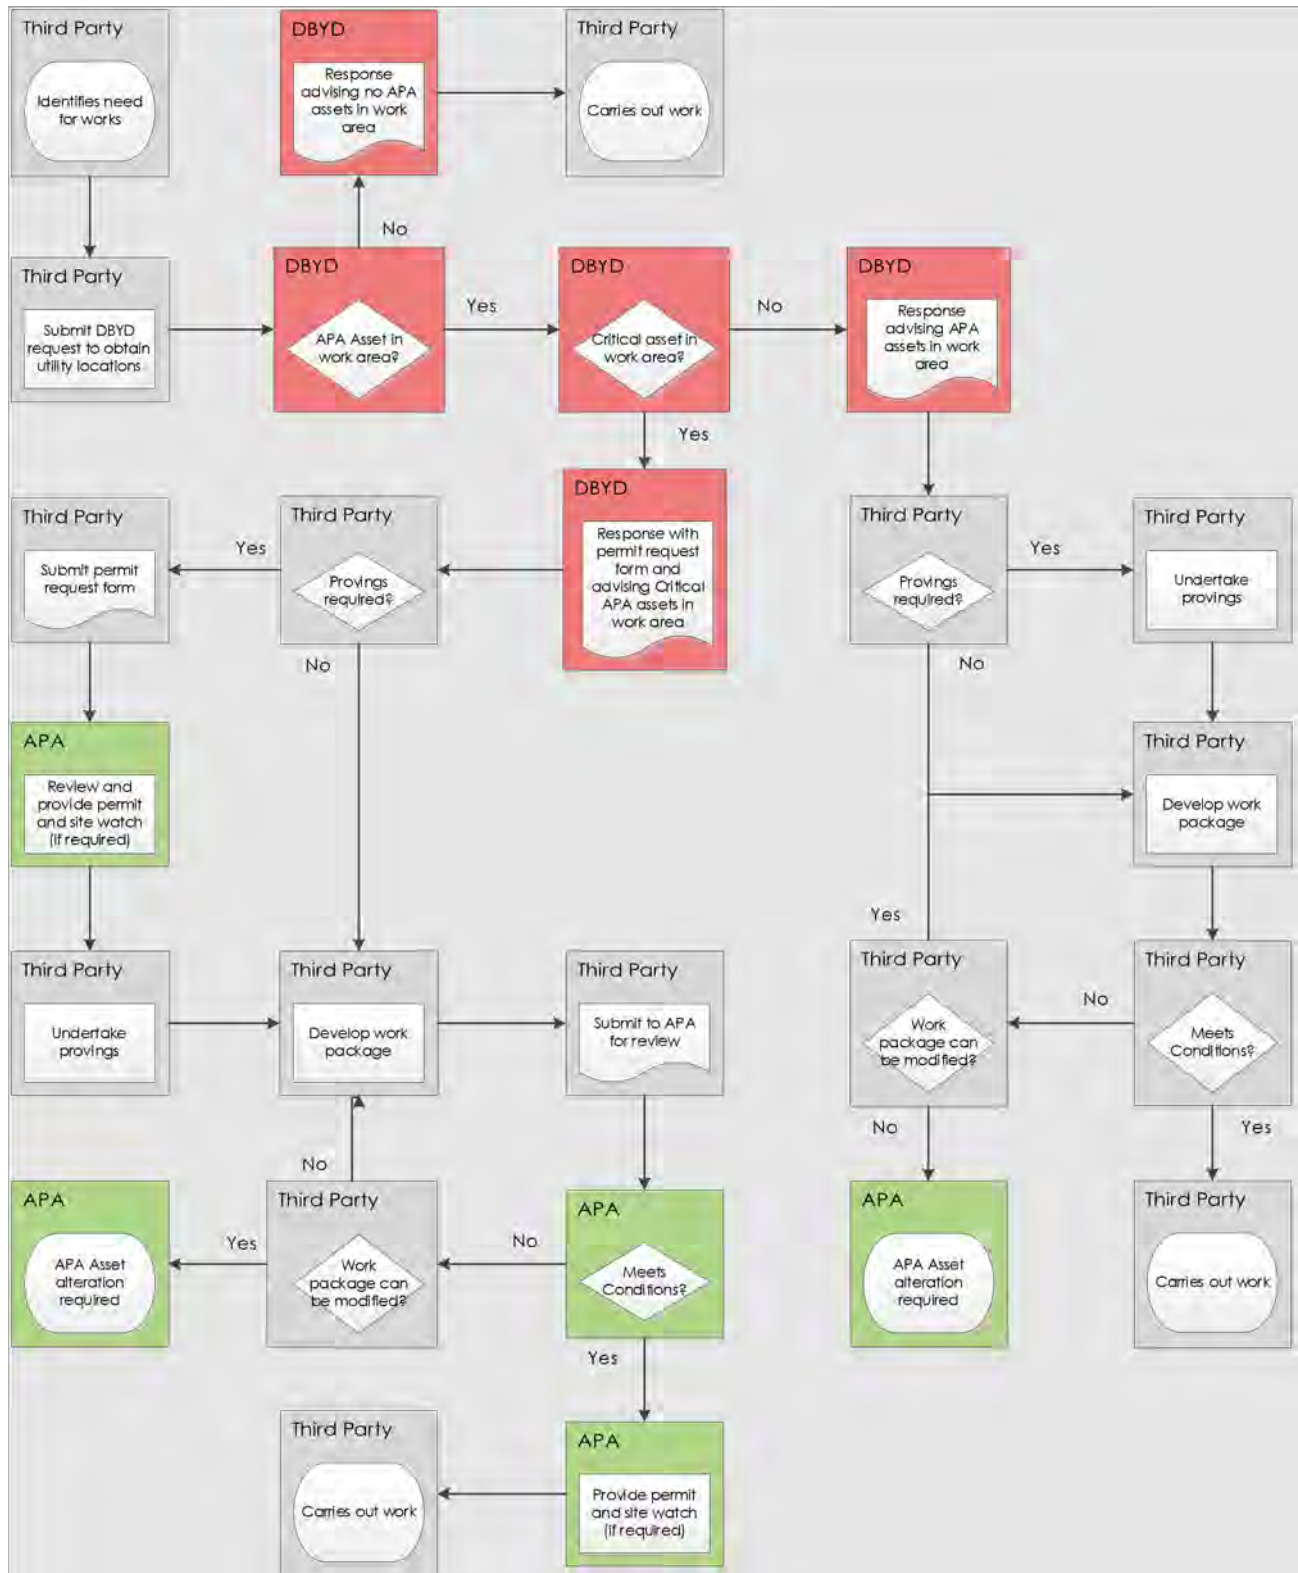 Third Party
Identifies need
for works
DBYD
Response
advising no APA
assets in work
area
Third Party
Carries out work
No
Third Party
Submit DBYD
request to obtain
utility locations
DBYD
APA Asset in
work area?
Yes
DBYD
Critical asset in
work area?
No
DBYD
Response
advising APA
assets in work
area
Yes
Third Party
Submit permit
request form
Yes
Third Party
Provings
required?
No
DBYD
Response with
permit request
form and
advising Critical
APA assets in
work area
Third Party
Provings
required?
Yes
No
Third Party
Undertake
provings
APA
Review and
provide permit
and site watch
(if required)
Third Party
Develop work
package
Yes
Third Party
Undertake
provings
Third Party
Develop work
package
Third Party
Submit to APA
for review
Third Party
Work
package can
be modified?
No
Third Party
Meets
Conditions?
No
No
Yes
APA
APA Asset
alteration
required
Yes
Third Party
Work
package can
be modified?
No
APA
Meets
Conditions?
Yes
APA
APA Asset
alteration
required
Third Party
Carries out work
Third Party
Carries out work
APA
Provide permit
and site watch
(if required)